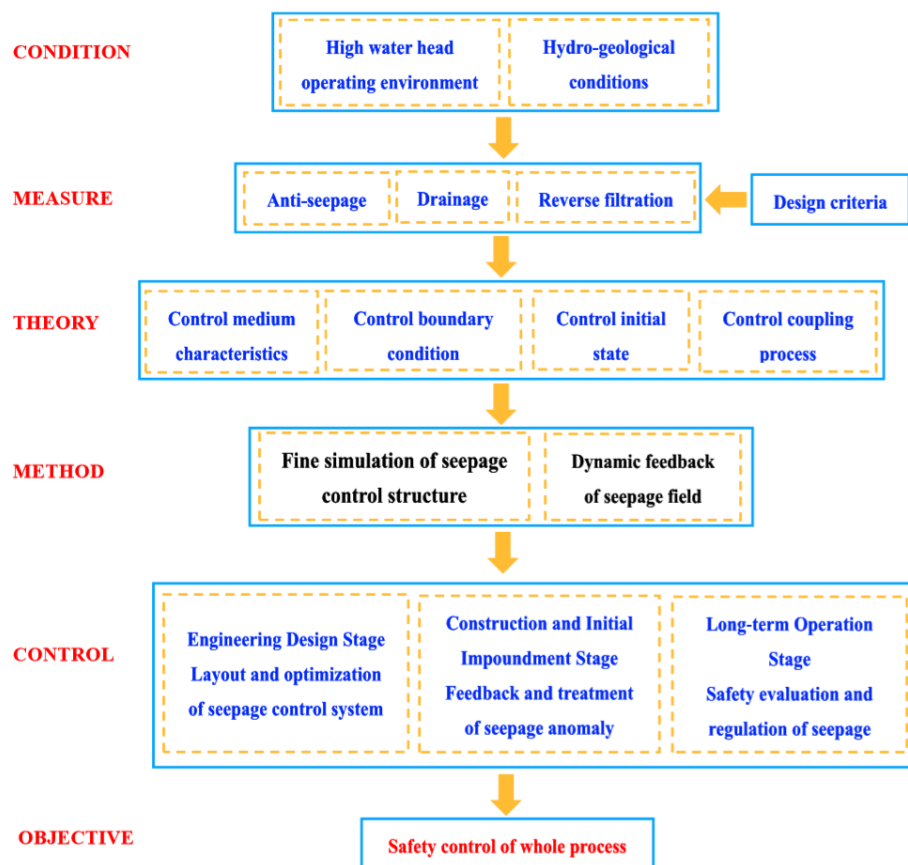 CONDITION
High water head
operating environment
Hydro-geological
conditions
MEASURE
Anti-seepage
Drainage
Reverse filtration
Design criteria
THEORY
Control medium
characteristics
Control boundary
condition
Control initial
state
Control coupling
process
METHOD
Fine simulation of seepage
control structure
Dynamic feedback
of seepage field
CONTROL
Engineering Design Stage
Layout and optimization
of seepage control system
Construction and Initial
Impoundment Stage
Feedback and treatment
of seepage anomaly
Long-term Operation
Stage
Safety evaluation and
regulation of seepage
OBJECTIVE
Safety control of whole process